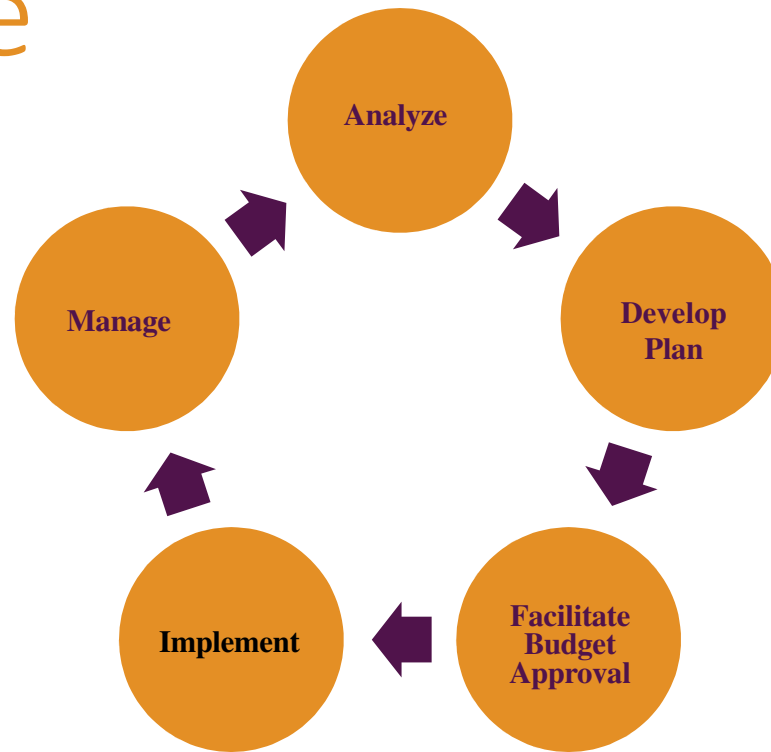 e
Analyze
Develop
Plan
Facilitate
Budget
Approval
Implement
Manage